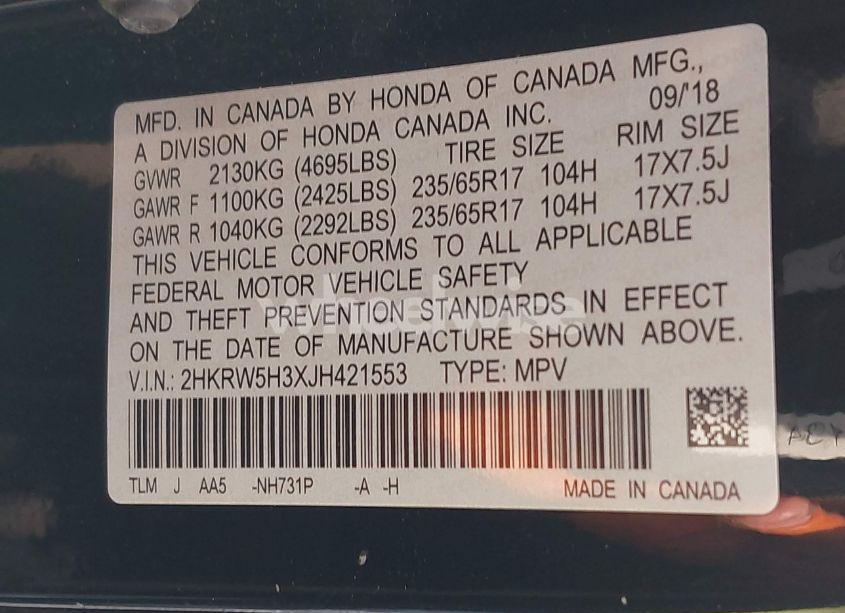 MFD. IN CANADA BY HONDA OF CANADA MFG.,
A DIVISION OF HONDA CANADA INC. 09/'18
GVWR 2130KG (4695LBS) TIRE SIZE RIM SIZE
GAWR F 1100KG (2425LBS) 235/65R17 104H 17X7.5J
GAWR R 1040KG (2292LBS) 235/65R17 104H 17X7.5J
THIS VEHICLE CONFORMS TO ALL APPLICABLE
FEDERAL MOTOR VEHICLE SAFETY
AND THEFT PREVENTION STANDARDS IN EFFECT
ON THE DATE OF MANUFACTURE SHOWN ABOVE.
V.I.N.: 2HKRW5H3XJH421553 TYPE: MPV
TLM J AA5 -NH731P -A -H MADE IN CANADA
wheelwise